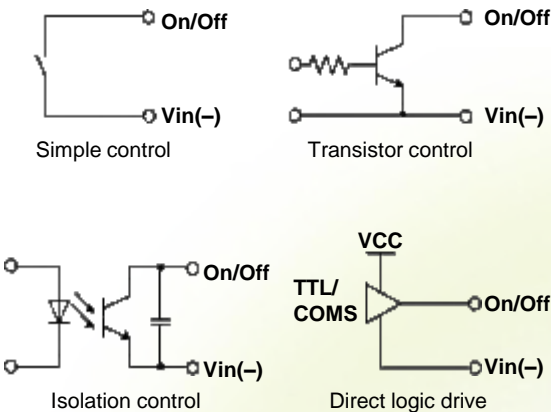 On/Off
On/Off
Vin(–)
Vin(–)
Simple control
Transistor control
VCC
On/Off
TTL/
COMS
On/Off
Vin(–)
Vin(–)
Isolation control
Direct logic drive